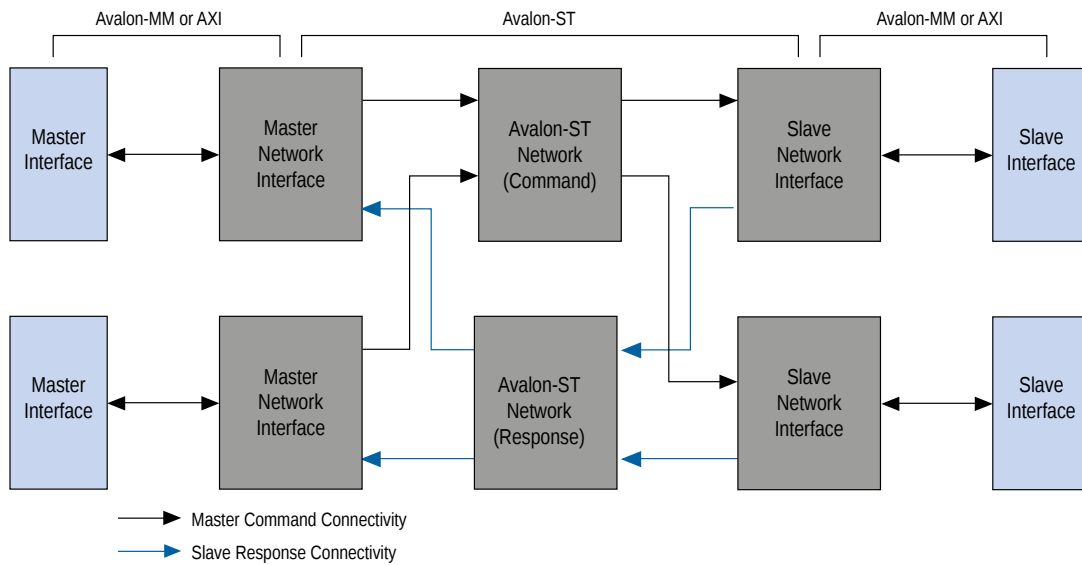 Avalon-MM or AXI
Avalon-ST
Avalon-MM or AXI
Master
Interface
Master
Network
Interface
Avalon-ST
Network
(Command)
Slave
Network
Interface
Slave
Interface
Master
Interface
Master
Network
Interface
Avalon-ST
Network
(Response)
Slave
Network
Interface
Slave
Interface
Master Command Connectivity
Slave Response Connectivity